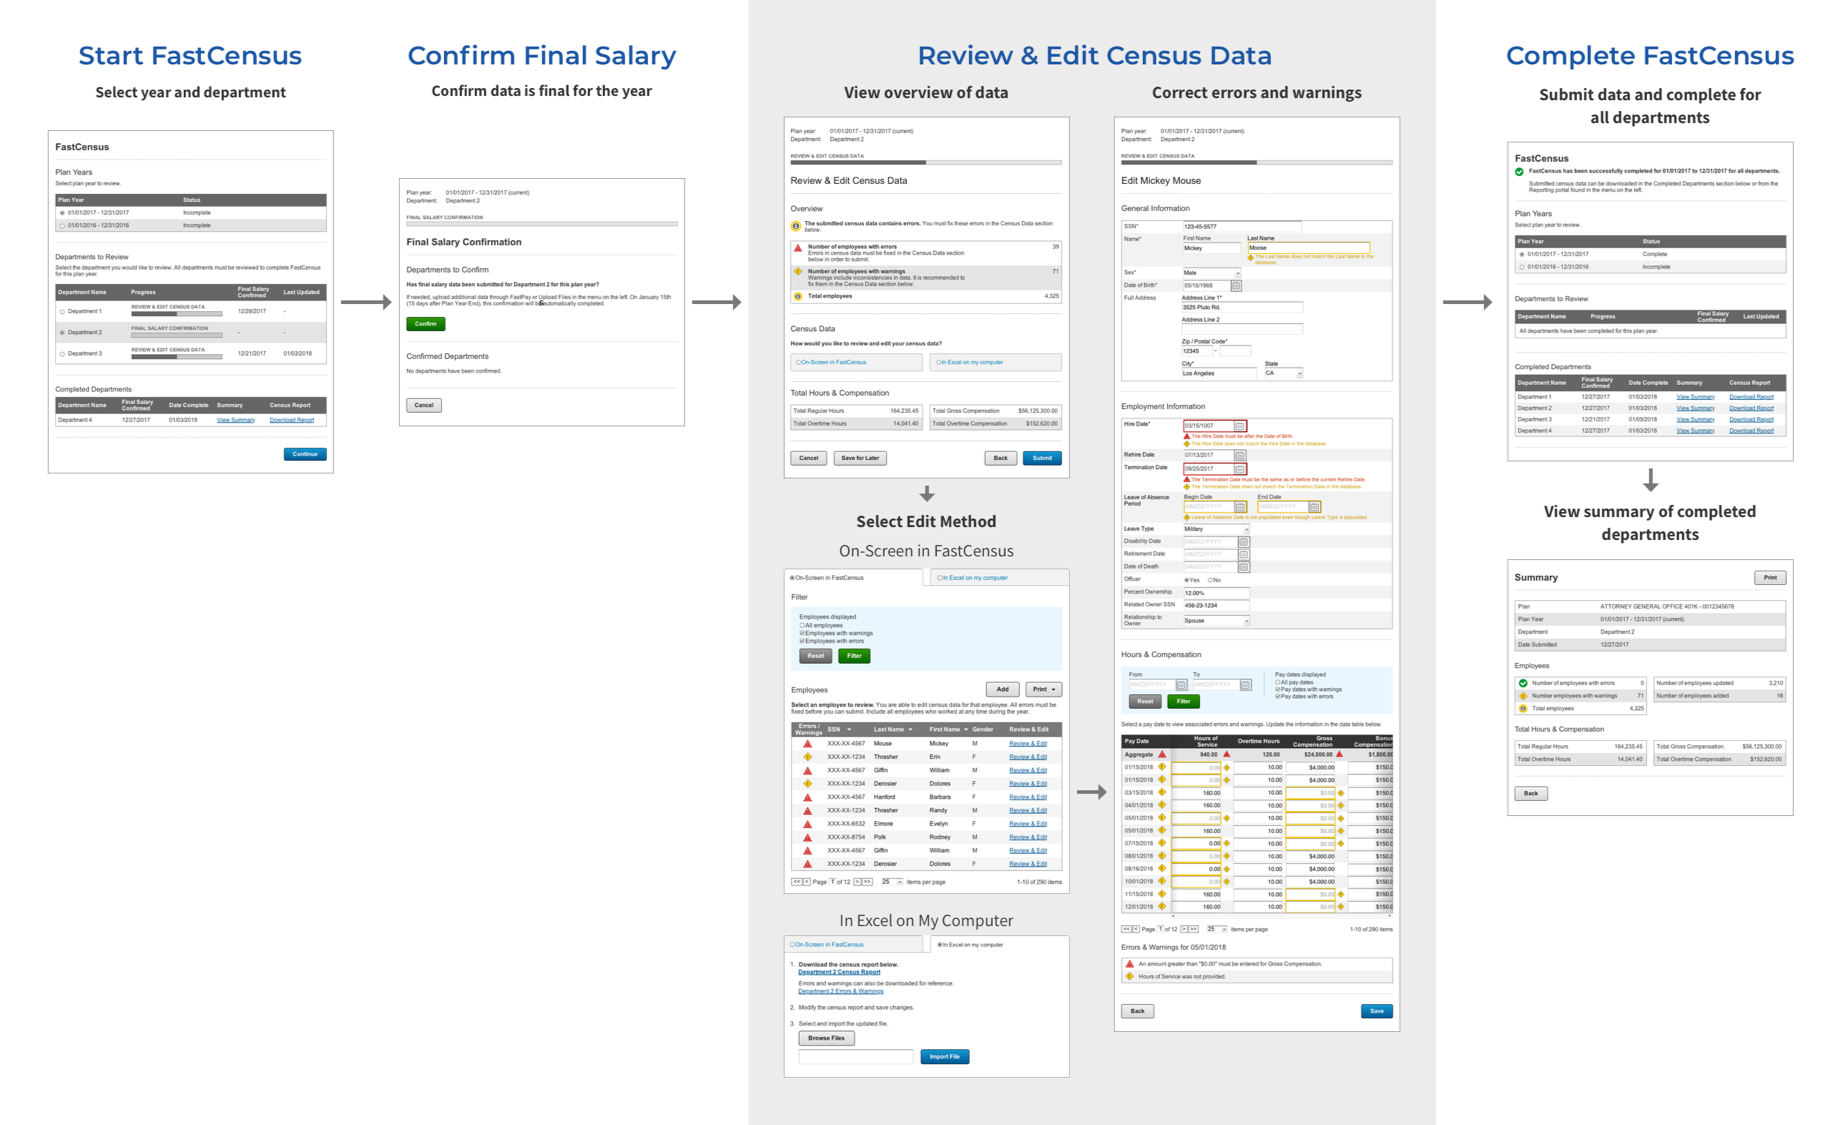 Start FastCensus
Select year and department
FastCensus
Plan Years
Select plan year to review.
Plan Year Status
01/01/2017 - 12/31/2017 Incomplete
01/01/2016 - 12/31/2016 Incomplete
Departments to Review
Select the department you would like to review. All departments must be reviewed to complete FastCensus
for this plan year.
Department Name Progress Final Salary Confirmed Last Updated
Department 1 REVIEW & EDIT CENSUS DATA 12/28/2017 -
Department 2 FINAL SALARY CONFIRMATION - -
Department 3 REVIEW & EDIT CENSUS DATA 12/21/2017 01/03/2018
Completed Departments
Department Name Final Salary Confirmed Date Complete Summary Census Report
Department 4 12/27/2017 01/03/2018 View Summary Download Report
Continue
Confirm Final Salary
Confirm data is final for the year
Plan year: 01/01/2017 - 12/31/2017 (current)
Department: Department 2
FINAL SALARY CONFIRMATION
Final Salary Confirmation
Departments to Confirm
Has final salary data been submitted for Department 2 for this plan year?
If needed, upload additional data through FastPay or Upload Files in the menu on the left. On January 15th
(15 days after Plan Year End), this confirmation will be automatically completed.
Confirm
Confirmed Departments
No departments have been confirmed.
Cancel
Review & Edit Census Data
View overview of data
Plan year: 01/01/2017 - 12/31/2017 (current)
Department: Department 2
REVIEW & EDIT CENSUS DATA
Review & Edit Census Data
Overview
The submitted census data contains errors. You must fix these errors in the Census Data section
below.
Number of employees with errors 39
Errors in census data must be fixed in the Census Data section
below in order to submit.
Number of employees with warnings 71
Warnings include inconsistencies in data. It is recommended to
fix them in the Census Data section below.
Total employees 4,325
Census Data
How would you like to review and edit your census data?
On-Screen in FastCensus In Excel on my computer
Total Hours & Compensation
Total Regular Hours 164,235.45 Total Gross Compensation $56,125,300.00
Total Overtime Hours 14,041.40 Total Overtime Compensation $152,620.00
Cancel Save for Later Back Submit
Select Edit Method
On-Screen in FastCensus
On-Screen in FastCensus In Excel on my computer
Filter
Employees displayed
All employees
Employees with warnings
Employees with errors
Reset Filter
Employees Add Print
Select an employee to review. You are able to edit census data for that employee. All errors must be
fixed before you can submit. Include all employees who worked at any time during the year.
Errors / Warnings SSN Last Name First Name Gender Review & Edit
XXX-XX-4567 Mouse Mickey M Review & Edit
XXX-XX-1234 Thrasher Erin F Review & Edit
XXX-XX-4567 Giffin William M Review & Edit
XXX-XX-1234 Derosier Dolores F Review & Edit
XXX-XX-4567 Hanford Barbara F Review & Edit
XXX-XX-1234 Thrasher Randy M Review & Edit
XXX-XX-6532 Elmore Evelyn F Review & Edit
XXX-XX-8754 Polk Rodney M Review & Edit
XXX-XX-4567 Giffin William M Review & Edit
XXX-XX-1234 Derosier Dolores F Review & Edit
<< < Page 1 of 12 > >> 25 items per page 1-10 of 290 items
In Excel on My Computer
On-Screen in FastCensus In Excel on my computer
1. Download the census report below.
Department 2 Census Report
Errors and warnings can also be downloaded for reference.
Department 2 Errors & Warnings
2. Modify the census report and save changes.
3. Select and import the updated file.
Browse Files
Import File
Correct errors and warnings
Plan year: 01/01/2017 - 12/31/2017 (current)
Department: Department 2
REVIEW & EDIT CENSUS DATA
Edit Mickey Mouse
General Information
SSN* 123-45-5577
Name* First Name Last Name
Mickey Moose
The Last Name does not match the Last Name in the
database.
Sex* Male
Date of Birth* 05/16/1968
Full Address Address Line 1*
3525 Pluto Rd.
Address Line 2
Zip / Postal Code*
12345 -
City* State
Los Angeles CA
Employment Information
Hire Date* 03/15/1007
The Hire Date must be after the Date of Birth.
The Hire Date does not match the Hire Date in the database.
Rehire Date 07/13/2017
Termination Date 09/25/2017
The Termination Date must be the same as or before the current Rehire Date.
The Termination Date does not match the Termination Date in the database.
Leave of Absence Period Begin Date End Date
MM/DD/YYYY MM/DD/YYYY
Leave of Absence Date is not populated even though Leave Type is populated.
Leave Type Military
Disability Date MM/DD/YYYY
Retirement Date MM/DD/YYYY
Date of Death MM/DD/YYYY
Officer Yes No
Percent Ownership 12.00%
Related Owner SSN 456-23-1234
Relationship to Owner Spouse
Hours & Compensation
From To Pay dates displayed
MM/DD/YYYY MM/DD/YYYY All pay dates
Pay dates with warnings
Pay dates with errors
Reset Filter
Select a pay date to view associated errors and warnings. Update the information in the data table below.
Pay Date Hours of Service Overtime Hours Gross Compensation Bonus Compensation
Aggregate 940.00 120.00 $24,000.00 $1,800.00
01/15/2018 0.00 10.00 $4,000.00 $150.0
01/15/2018 0.00 10.00 $4,000.00 $150.0
03/15/2018 160.00 10.00 $0.00 $150.0
04/01/2018 160.00 10.00 $0.00 $150.0
05/01/2018 0.00 10.00 $0.00 $150.0
05/01/2018 160.00 10.00 $0.00 $150.0
07/15/2018 0.00 10.00 $0.00 $150.0
08/01/2018 0.00 10.00 $4,000.00 $150.0
08/16/2018 0.00 10.00 $4,000.00 $150.0
10/01/2018 0.00 10.00 $4,000.00 $150.0
11/15/2018 160.00 10.00 $0.00 $150.0
12/01/2018 160.00 10.00 $0.00 $150.0
<< < Page 1 of 12 > >> 25 items per page 1-10 of 290 items
Errors & Warnings for 05/01/2018
An amount greater than "$0.00" must be entered for Gross Compensation.
Hours of Service was not provided.
Back Save
Complete FastCensus
Submit data and complete for
all departments
FastCensus
FastCensus has been successfully completed for 01/01/2017 to 12/31/2017 for all departments.
Submitted census data can be downloaded in the Completed Departments section below or from the
Reporting portal found in the menu on the left.
Plan Years
Select plan year to review.
Plan Year Status
01/01/2017 - 12/31/2017 Complete
01/01/2016 - 12/31/2016 Incomplete
Departments to Review
Department Name Progress Final Salary Confirmed Last Updated
All departments have been completed for this plan year.
Completed Departments
Department Name Final Salary Confirmed Date Complete Summary Census Report
Department 1 12/27/2017 01/03/2018 View Summary Download Report
Department 2 12/27/2017 01/03/2018 View Summary Download Report
Department 3 12/21/2017 01/05/2018 View Summary Download Report
Department 4 12/27/2017 01/03/2018 View Summary Download Report
View summary of completed
departments
Summary Print
Plan ATTORNEY GENERAL OFFICE 401K - 0012345678
Plan Year 01/01/2017 - 12/31/2017 (current)
Department Department 2
Date Submitted 12/27/2017
Employees
Number of employees with errors 0 Number of employees updated 3,210
Number employees with warnings 71 Number of employees added 16
Total employees 4,325
Total Hours & Compensation
Total Regular Hours 164,235.45 Total Gross Compensation $56,125,300.00
Total Overtime Hours 14,041.40 Total Overtime Compensation $152,620.00
Back